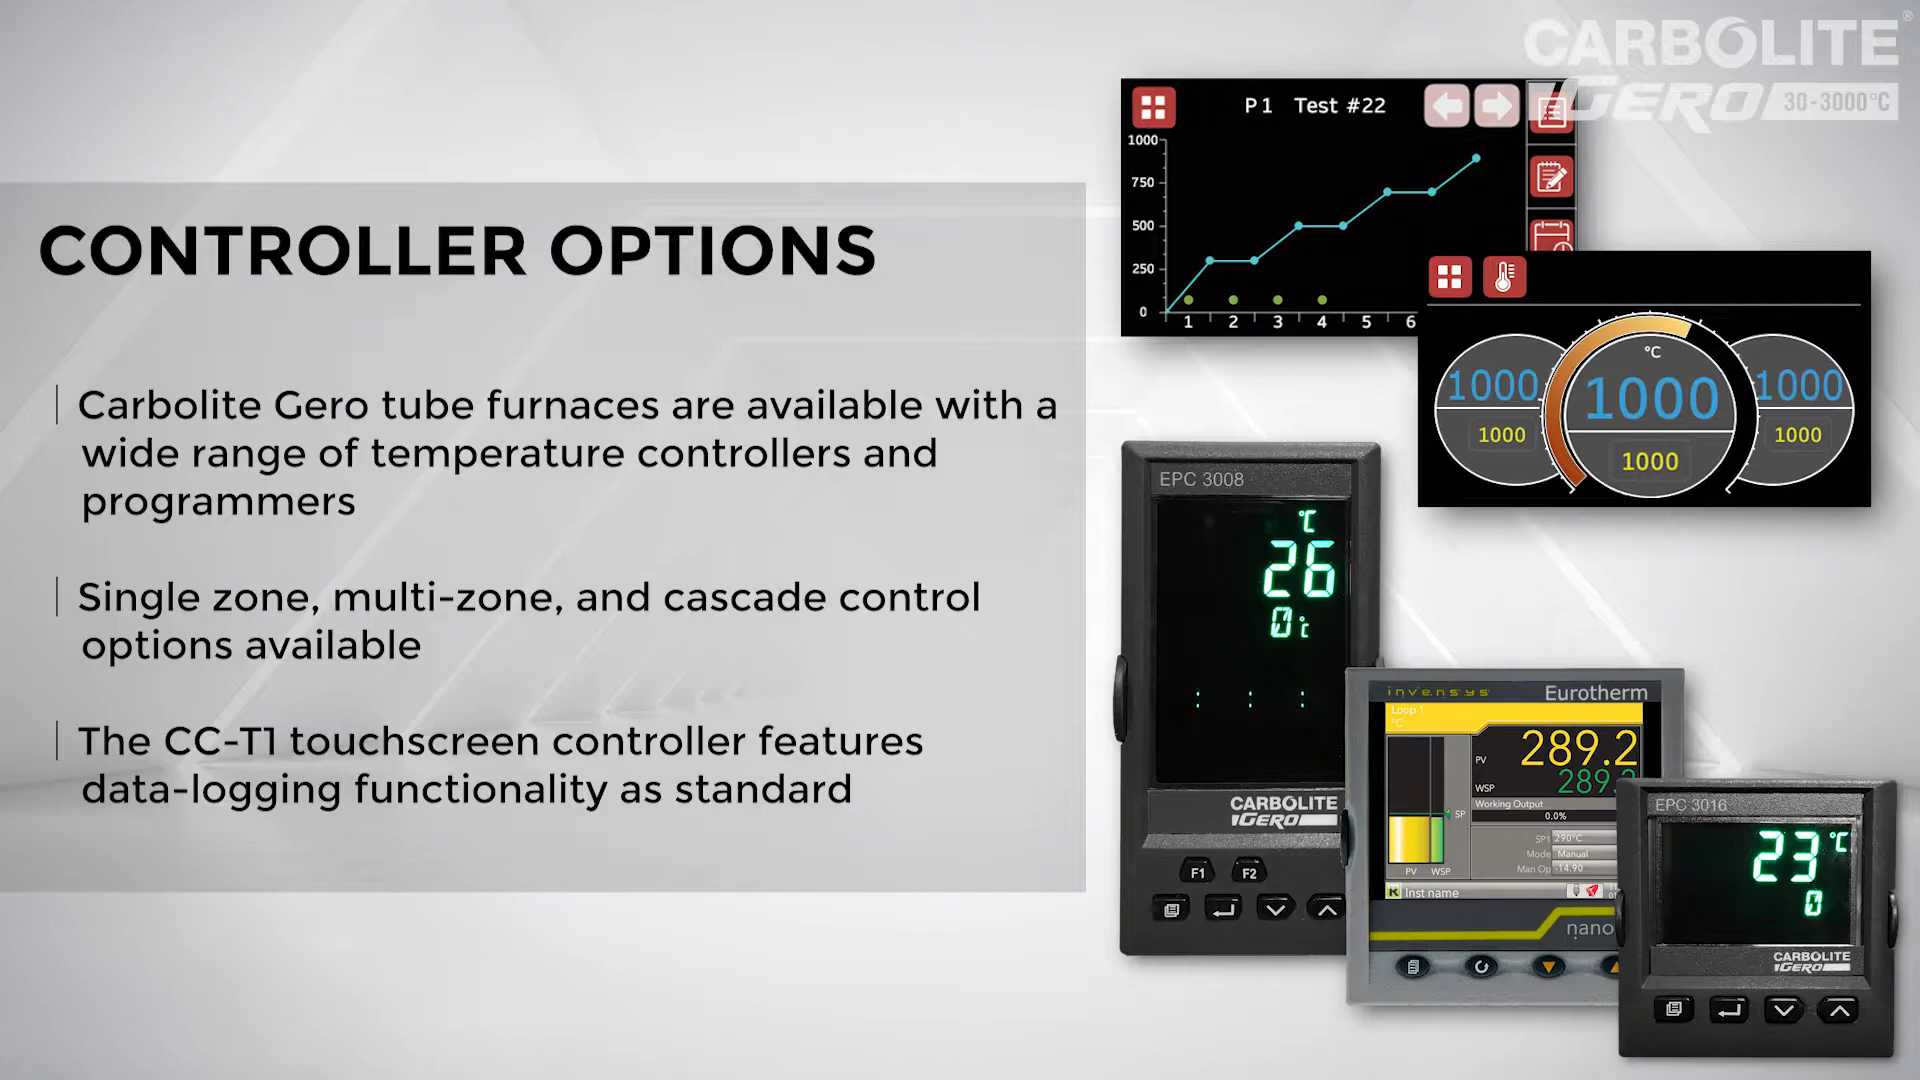 CARBOLITE®
GERO 30-3000°C
CONTROLLER OPTIONS
Carbolite Gero tube furnaces are available with a
wide range of temperature controllers and
programmers
Single zone, multi-zone, and cascade control
options available
The CC-T1 touchscreen controller features
data-logging functionality as standard
P1 Test #22
1000
750
500
250
0
1 2 3 4 5 6
°C
1000 1000 1000
1000 1000 1000
EPC 3008
°C
26
0°C
CARBOLITE
GERO
F1 F2
invensys Eurotherm
Loop 1
°C
PV 289.2
WSP 289.2
Working Output
0.0%
SP
SP1 290°C
Mode Manual
Man Op -14.90
PV WSP
Inst name
nano
EPC 3016
23 °C
0
CARBOLITE
GERO